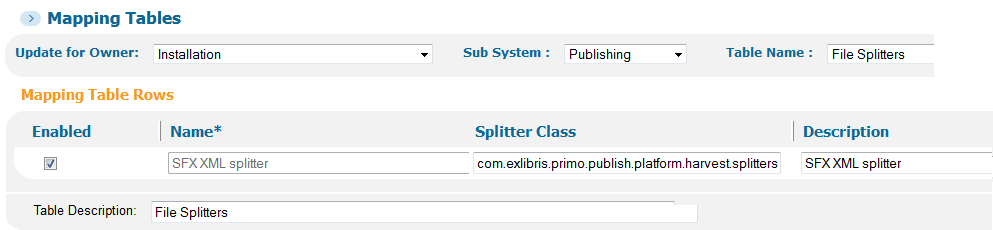 Mapping Tables
Update for Owner: Installation Sub System : Publishing Table Name : File Splitters
Mapping Table Rows
Enabled Name* Splitter Class Description
SFX XML splitter com.exlibris.primo.publish.platform.harvest.splitters SFX XML splitter
Table Description: File Splitters